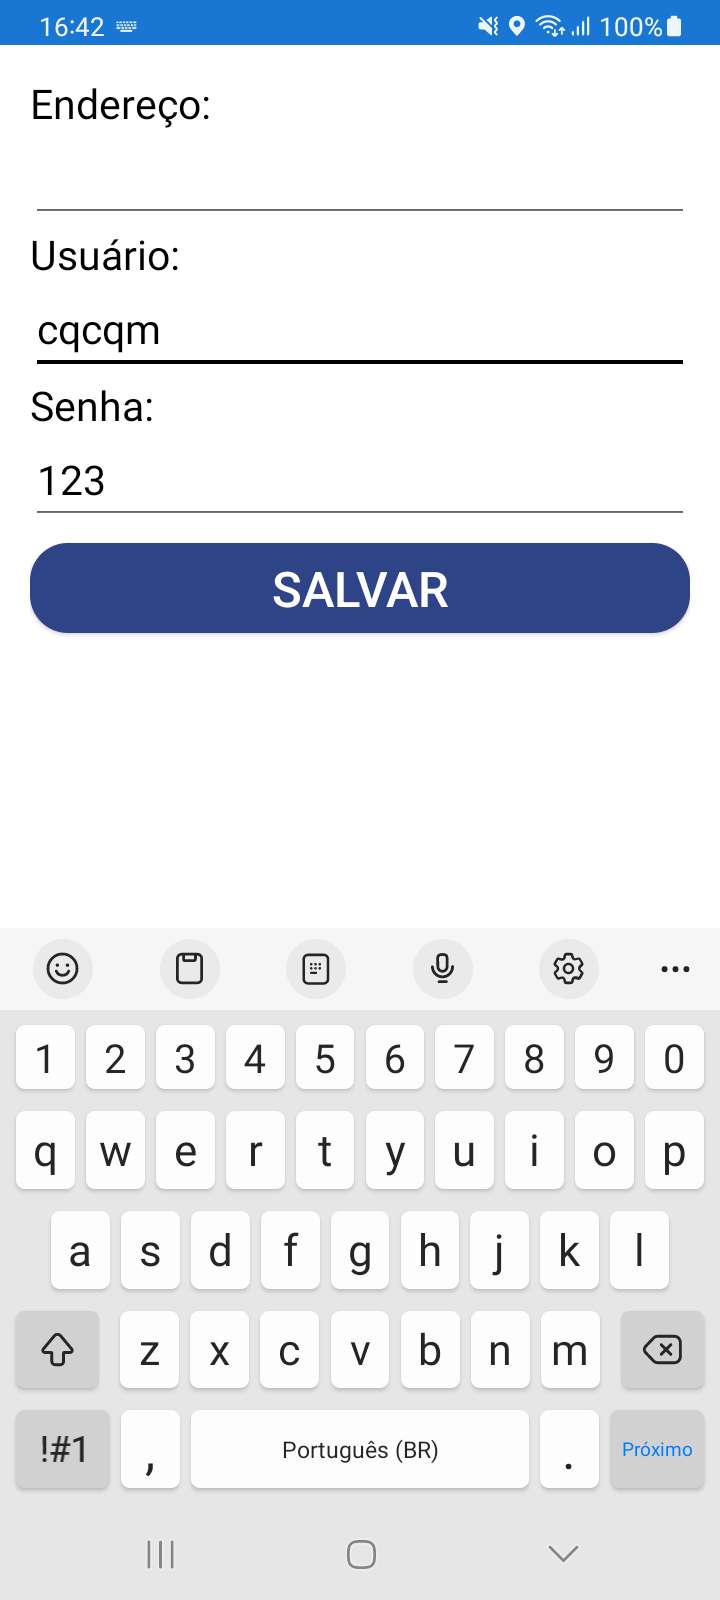 16:42 100%
Endereço:
Usuário:
cqcqm
Senha:
123
SALVAR
1 2 3 4 5 6 7 8 9 0
q w e r t y u i o p
a s d f g h j k l
z x c v b n m
!#1 , Português (BR) . Próximo